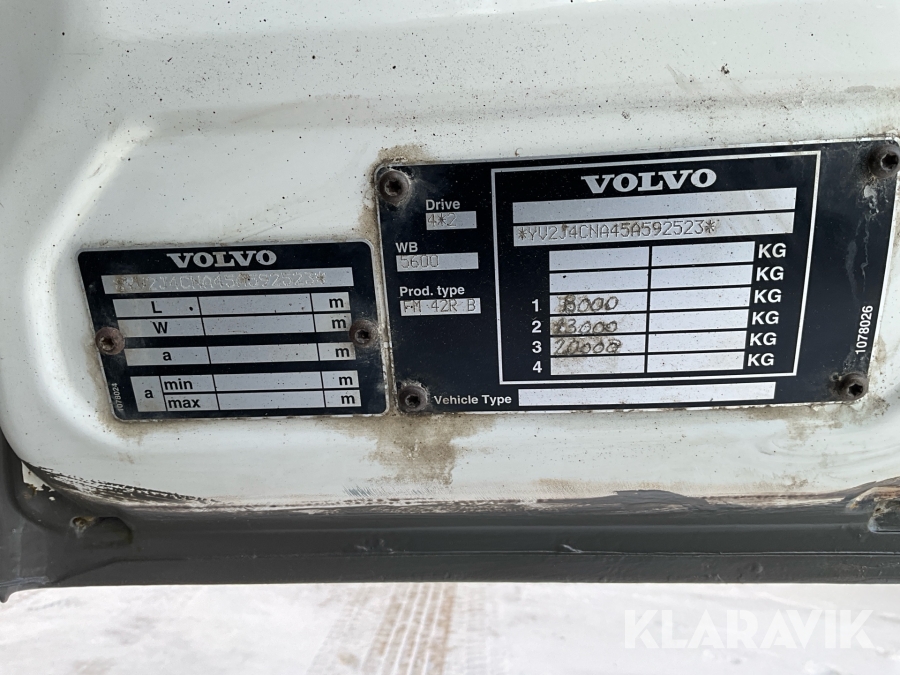 VOLVO
L m
W m
a m
a min m
max m
1078024
Drive
4*2
WB
5600
Prod. type
FM 42R B
VOLVO
*YV2J4CNA45A592523*
KG
KG
1 8000 KG
2 13000 KG
3 20000 KG
4 KG
Vehicle Type
1078026
KLARAVIK